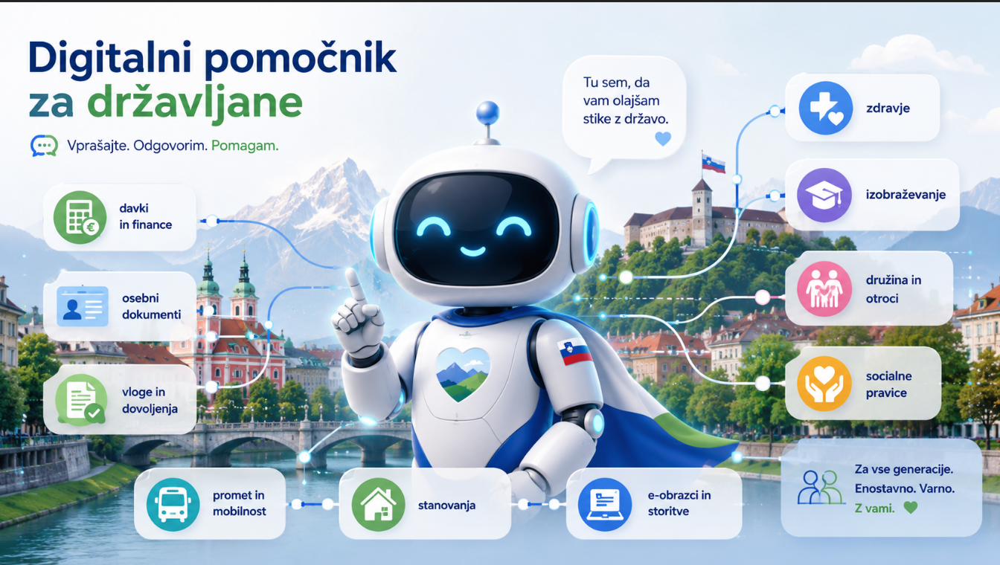 Digitalni pomočnik
za državljane
Vprašajte. Odgovorim. Pomagam.
Tu sem, da
vam olajšam
stike z državo.
davki
in finance
osebni
dokumenti
vloge in
dovoljenja
zdravje
izobraževanje
družina in
otroci
socialne
pravice
promet in
mobilnost
stanovanja
e-obrazci in
storitve
Za vse generacije.
Enostavno. Varno.
Z vami.